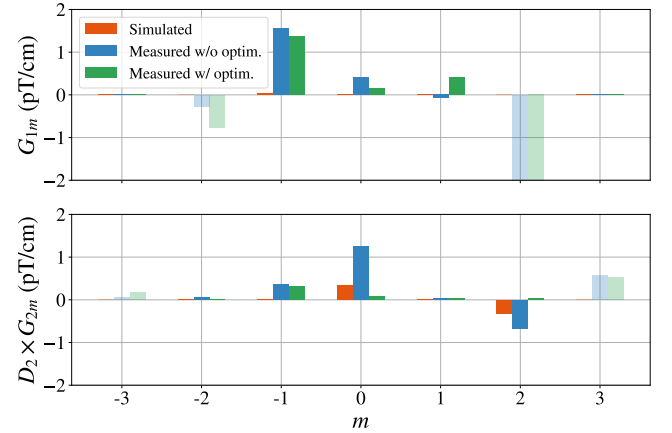 2
1
0
−1
−2
G1m (pT/cm)
Simulated
Measured w/o optim.
Measured w/ optim.
2
1
0
−1
−2
D2 × G2m (pT/cm)
-3 -2 -1 0 1 2 3
m